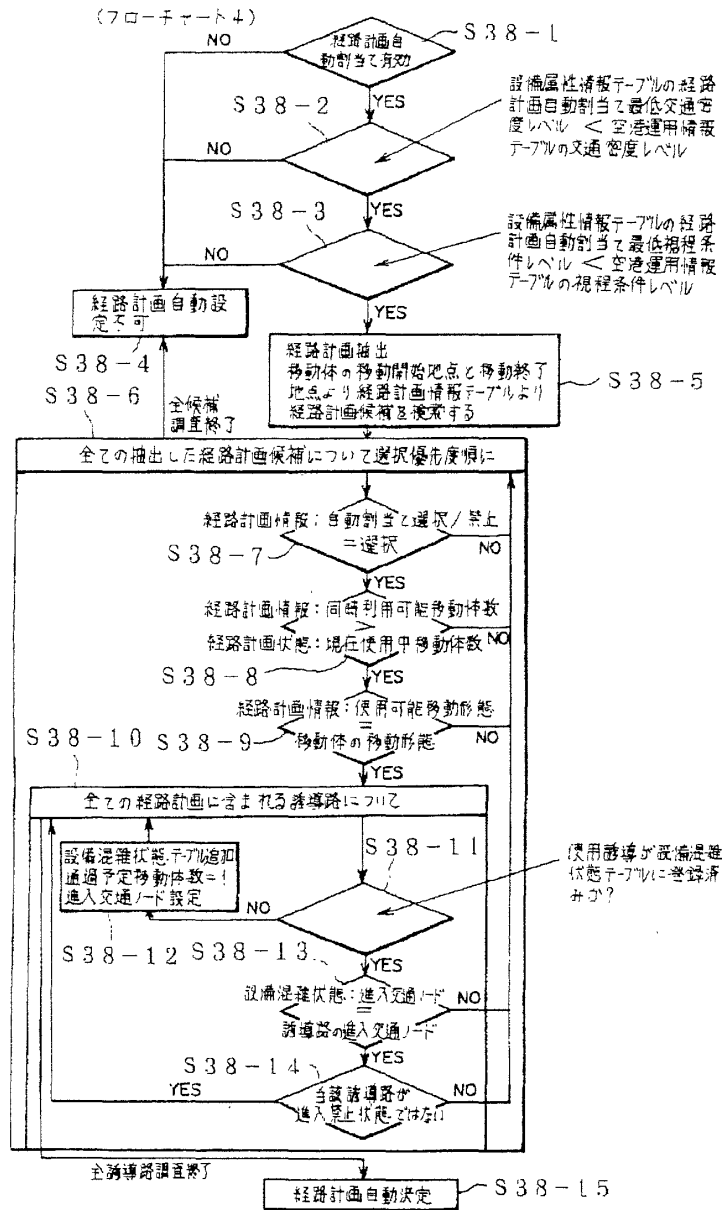 (フローチャート4)
NO
経路計画自
動割当て有効
S38-1
YES
S38-2
設備属性情報テーブルの経路
計画自動割当て最低交通密
度レベル < 空港運用情報
テーブルの交通密度レベル
NO
YES
S38-3
設備属性情報テーブルの経路
計画自動割当て最低視程条
件レベル < 空港運用情報
テーブルの視程条件レベル
NO
YES
経路計画自動設
定不可
S38-4
経路計画抽出
移動体の移動開始地点と移動終了
地点より経路計画情報テーブルより
経路計画候補を検索する
S38-5
S38-6
全候補
調査終了
全ての抽出した経路計画候補について選択優先度順に
経路計画情報:自動割当て選択/禁止
=選択
NO
S38-7
YES
経路計画情報:同時利用可能移動体数
>
NO
経路計画状態:現在使用中移動体数
S38-8
YES
経路計画情報:使用可能移動形態
=
NO
移動体の移動形態
S38-9
S38-10
YES
全ての経路計画に含まれる誘導路について
設備混雑状態テーブル追加
通過予定移動体数=1
進入交通ノード設定
S38-11
使用誘導が設備混雑
状態テーブルに登録済
みか?
NO
S38-12
YES
S38-13
設備混雑状態:進入交通ノード
=
NO
誘導路の進入交通ノード
YES
S38-14
YES
当該誘導路が
進入禁止状態ではない
NO
全誘導路調査終了
経路計画自動決定
S38-15